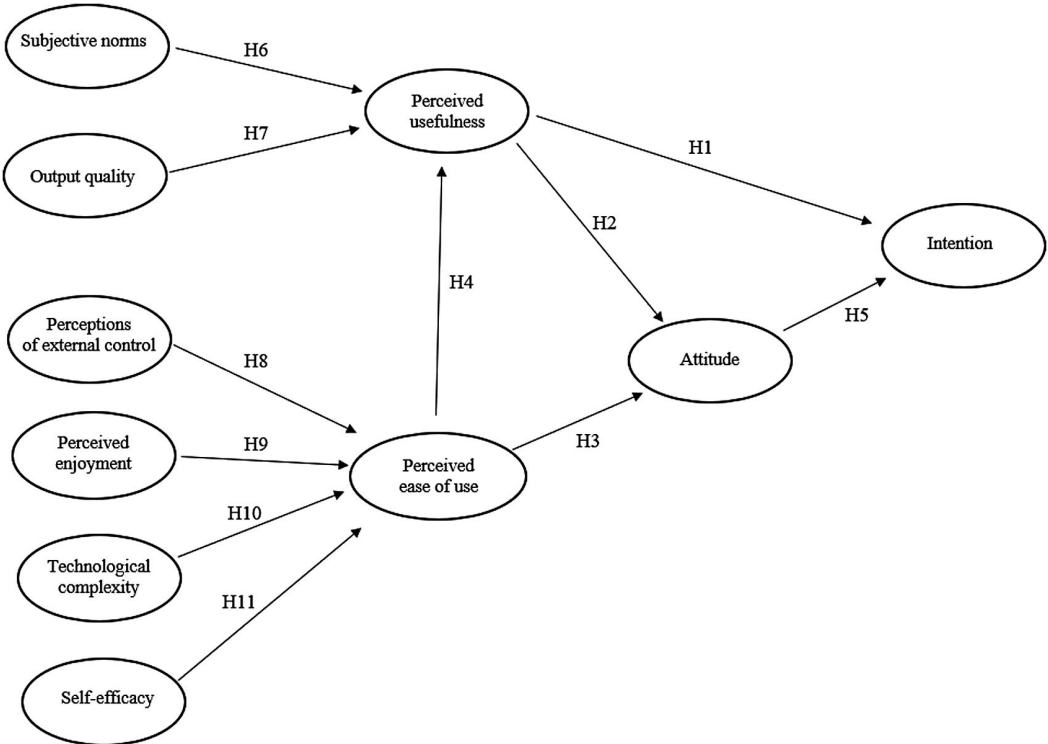 Subjective norms
H6
Perceived
usefulness
H7
Output quality
H1
H2
Intention
H4
H5
Perceptions
of external control
H8
Attitude
Perceived
enjoyment
H9
H3
Perceived
ease of use
H10
Technological
complexity
H11
Self-efficacy